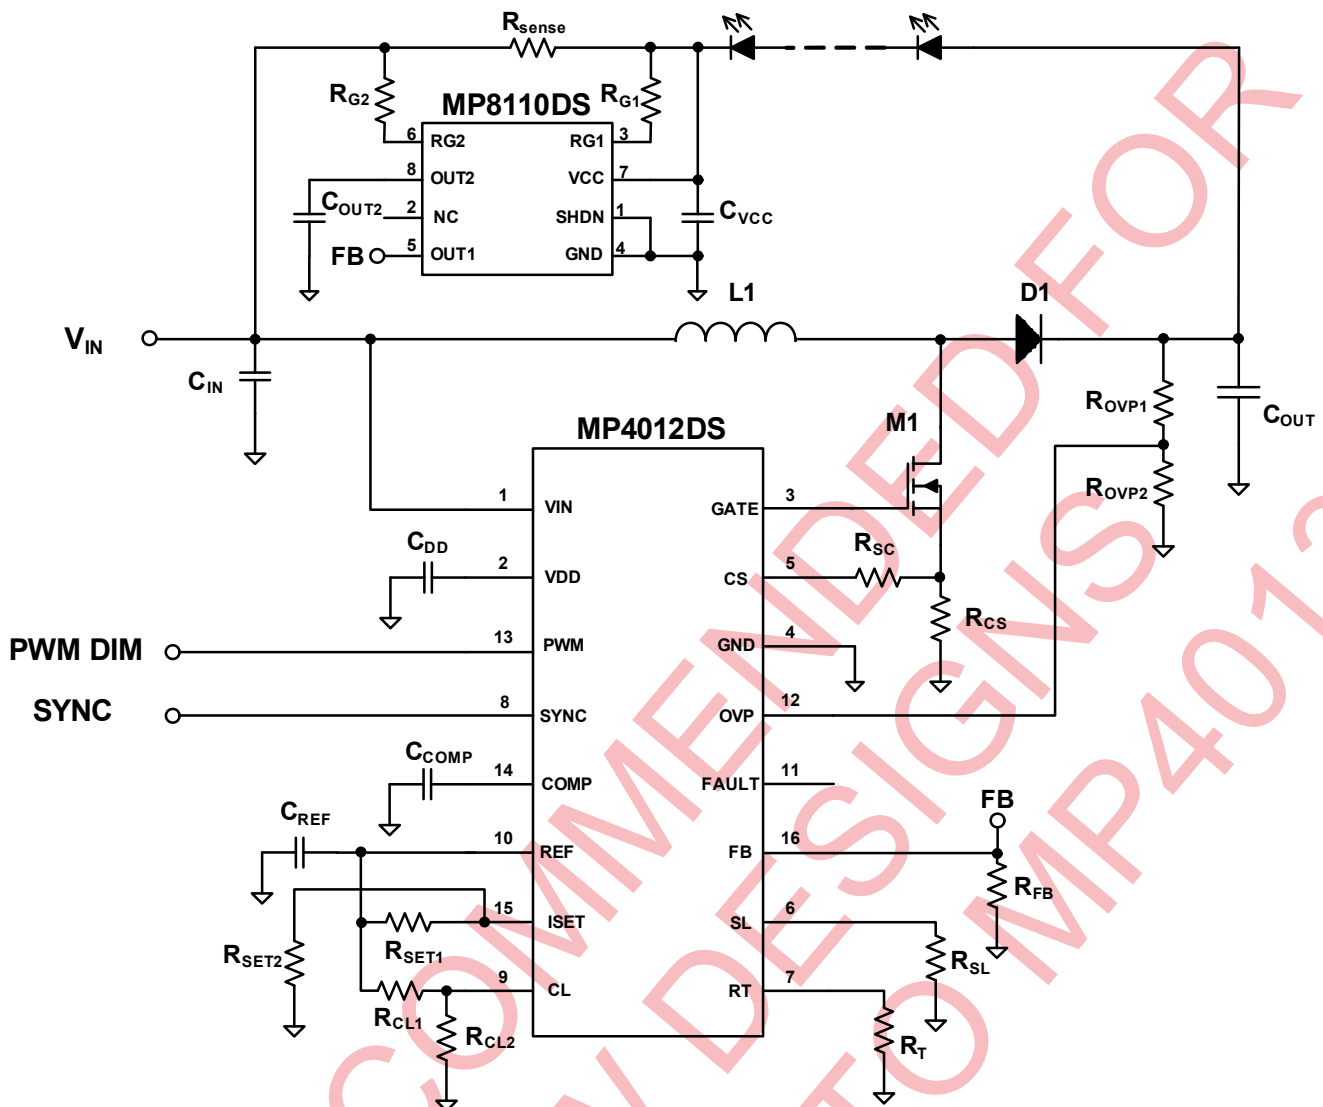 Rsense
RG2
MP8110DS
RG1
6 RG2 RG1 3
8 OUT2 VCC 7
COUT2 2 NC SHDN 1 CVCC
FB 5 OUT1 GND 4
L1 D1
VIN
CIN
ROVP1
COUT
MP4012DS
M1
ROVP2
1 VIN GATE 3
CDD
RSC
2 VDD CS 5
RCS
PWM DIM 13 PWM GND 4
SYNC 8 SYNC OVP 12
CCOMP
14 COMP FAULT 11
CREF
FB
10 REF FB 16
RFB
15 ISET SL 6
RSET1
RSET2
RSL
9 CL RT 7
RCL1
RCL2
RT
COMMENDED FOR
W DESIGNS
TO MP4013